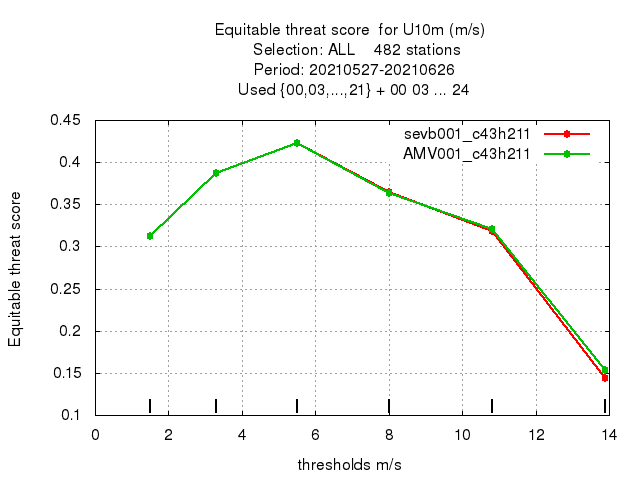 Equitable threat score for U10m (m/s)
Selection: ALL 482 stations
Period: 20210527-20210626
Used {00,03,...,21} + 00 03 ... 24
sevb001_c43h211
AMV001_c43h211
Equitable threat score
0.45
0.4
0.35
0.3
0.25
0.2
0.15
0.1
0 2 4 6 8 10 12 14
thresholds m/s